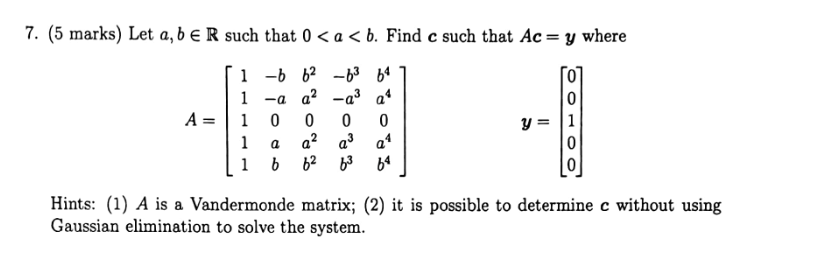 7. (5 marks) Let a, b ∈ ℝ such that 0 < a < b. Find c such that Ac = y where
A = [ 1 −b b² −b³ b⁴
1 −a a² −a³ a⁴
1 0 0 0 0
1 a a² a³ a⁴
1 b b² b³ b⁴ ]
y = [ 0
0
1
0
0 ]
Hints: (1) A is a Vandermonde matrix; (2) it is possible to determine c without using
Gaussian elimination to solve the system.